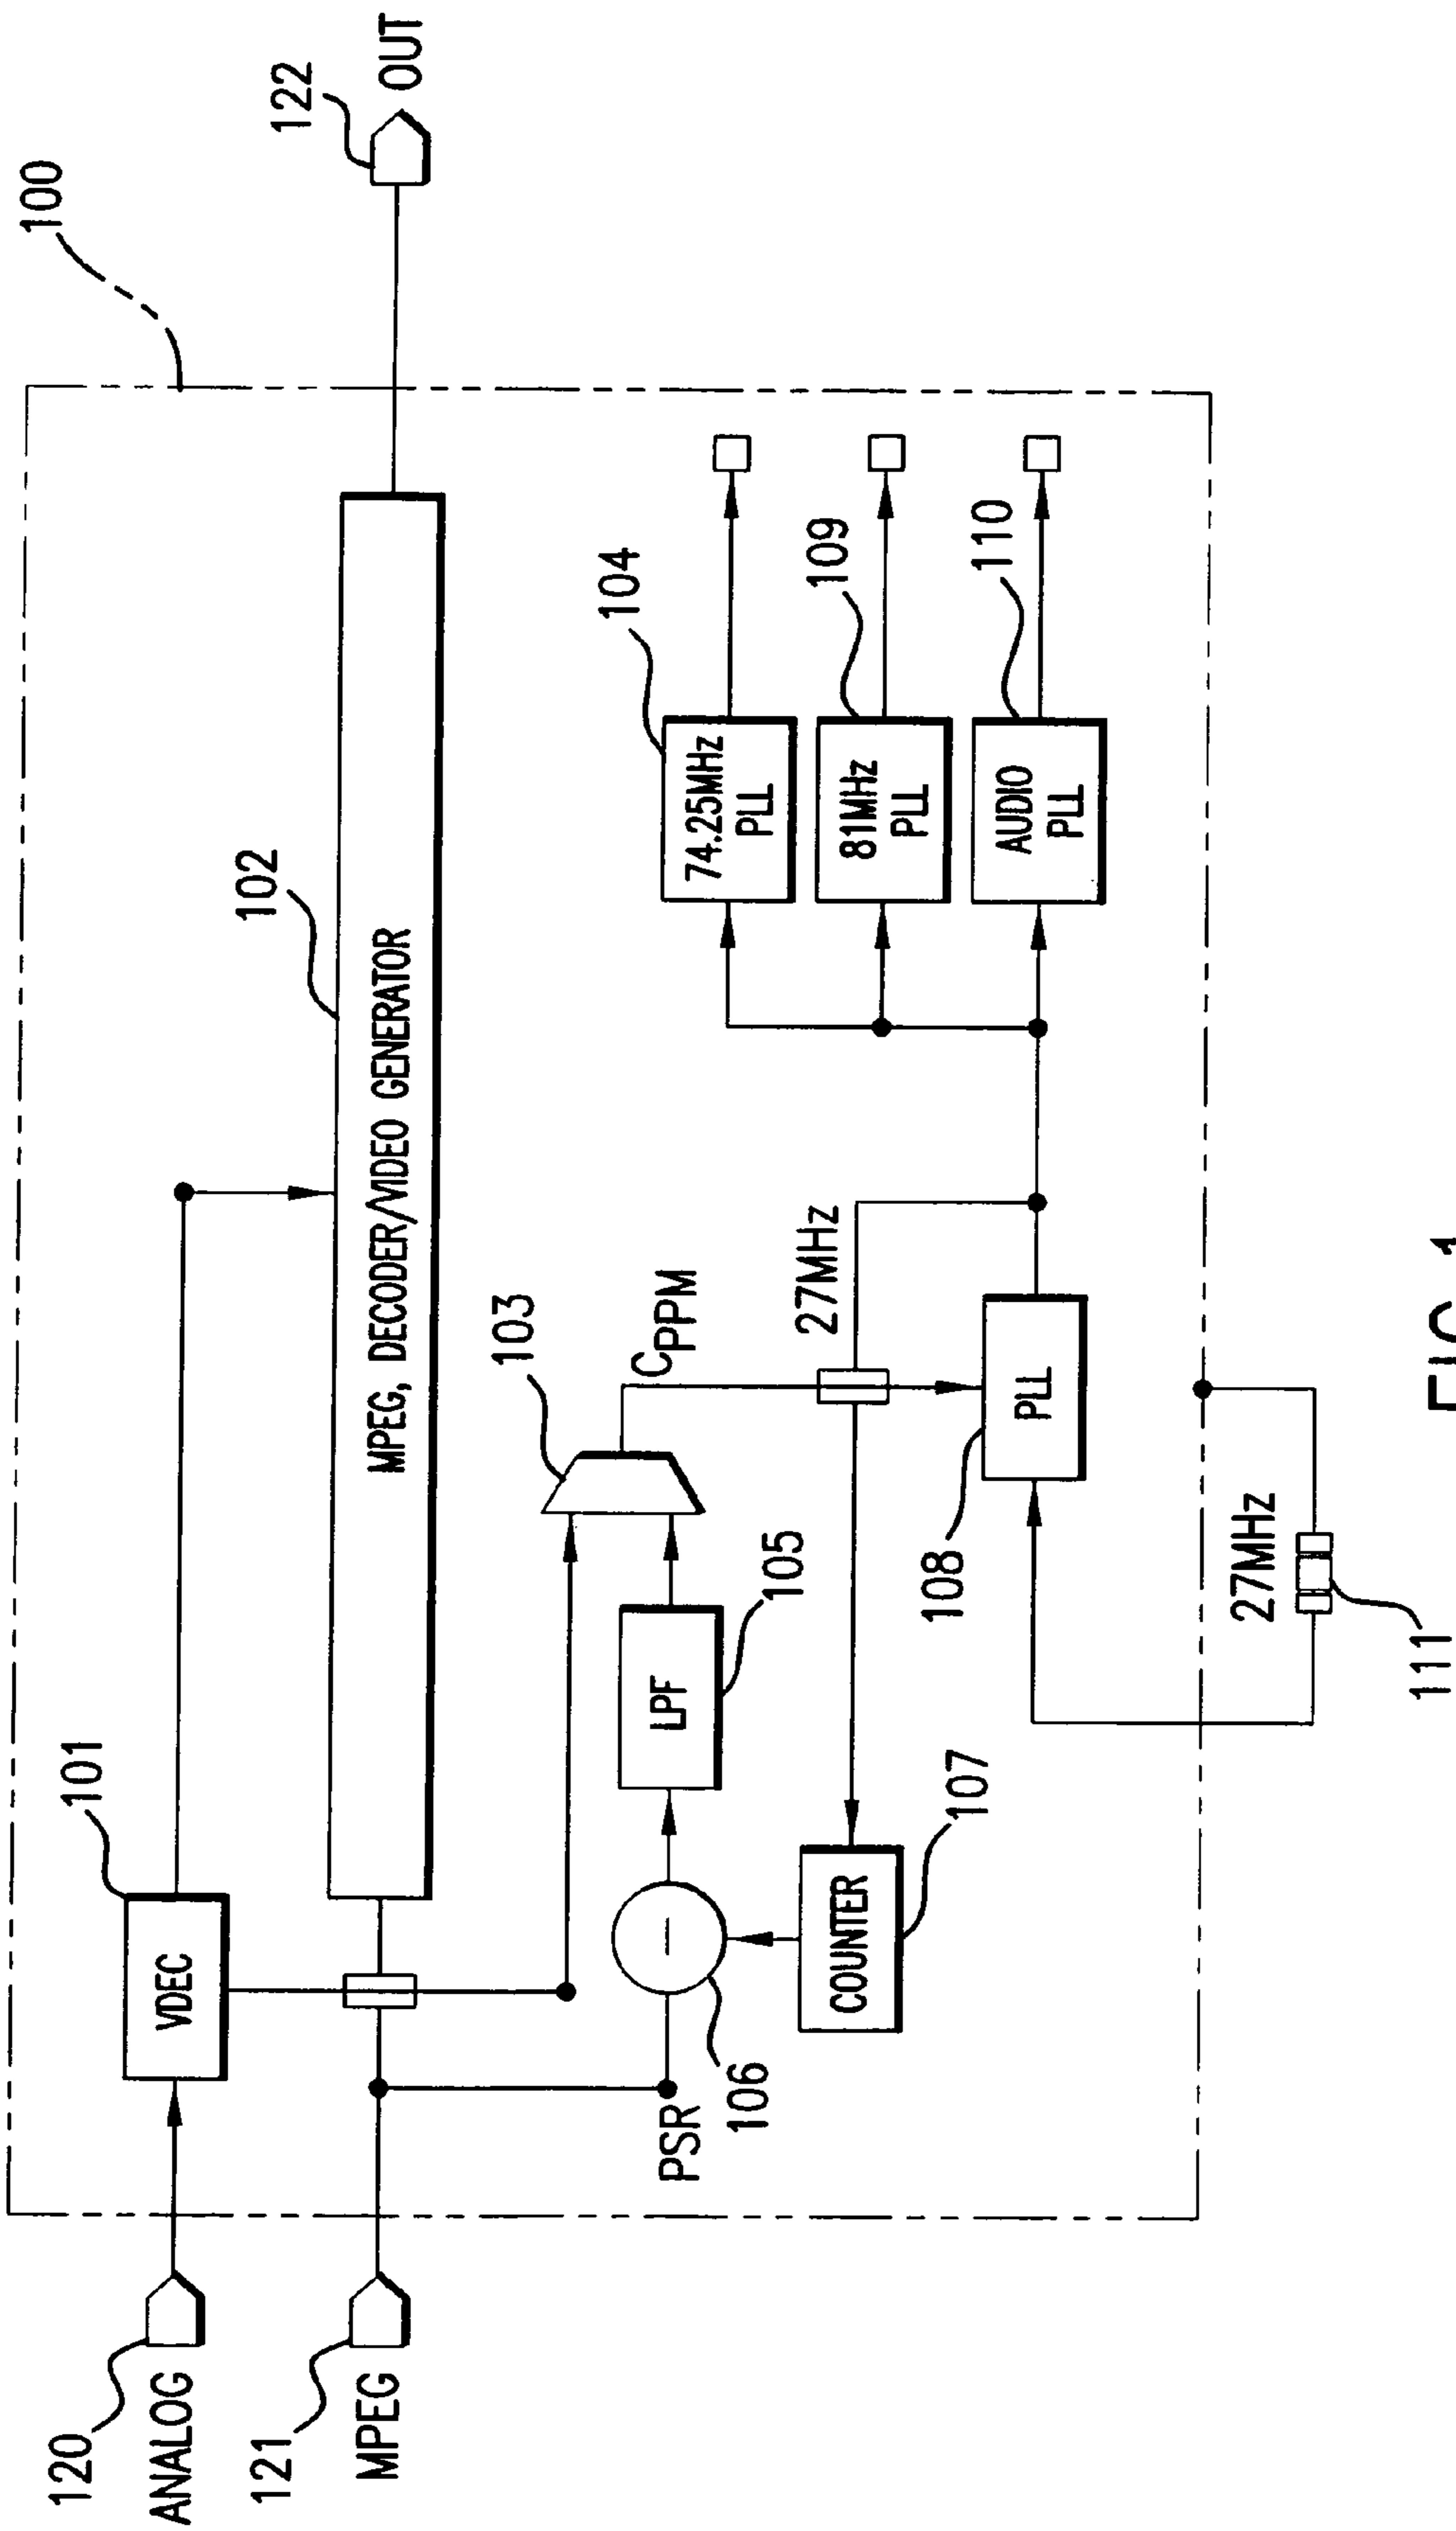 100
122
OUT
102
MPEG, DECODER/VIDEO GENERATOR
101
VDEC
120
ANALOG
121
MPEG
103
CPPM
104
74.25MHz
PLL
109
81MHz
PLL
110
AUDIO
PLL
27MHz
LPF
105
PSR
106
COUNTER
107
108
PLL
27MHz
111